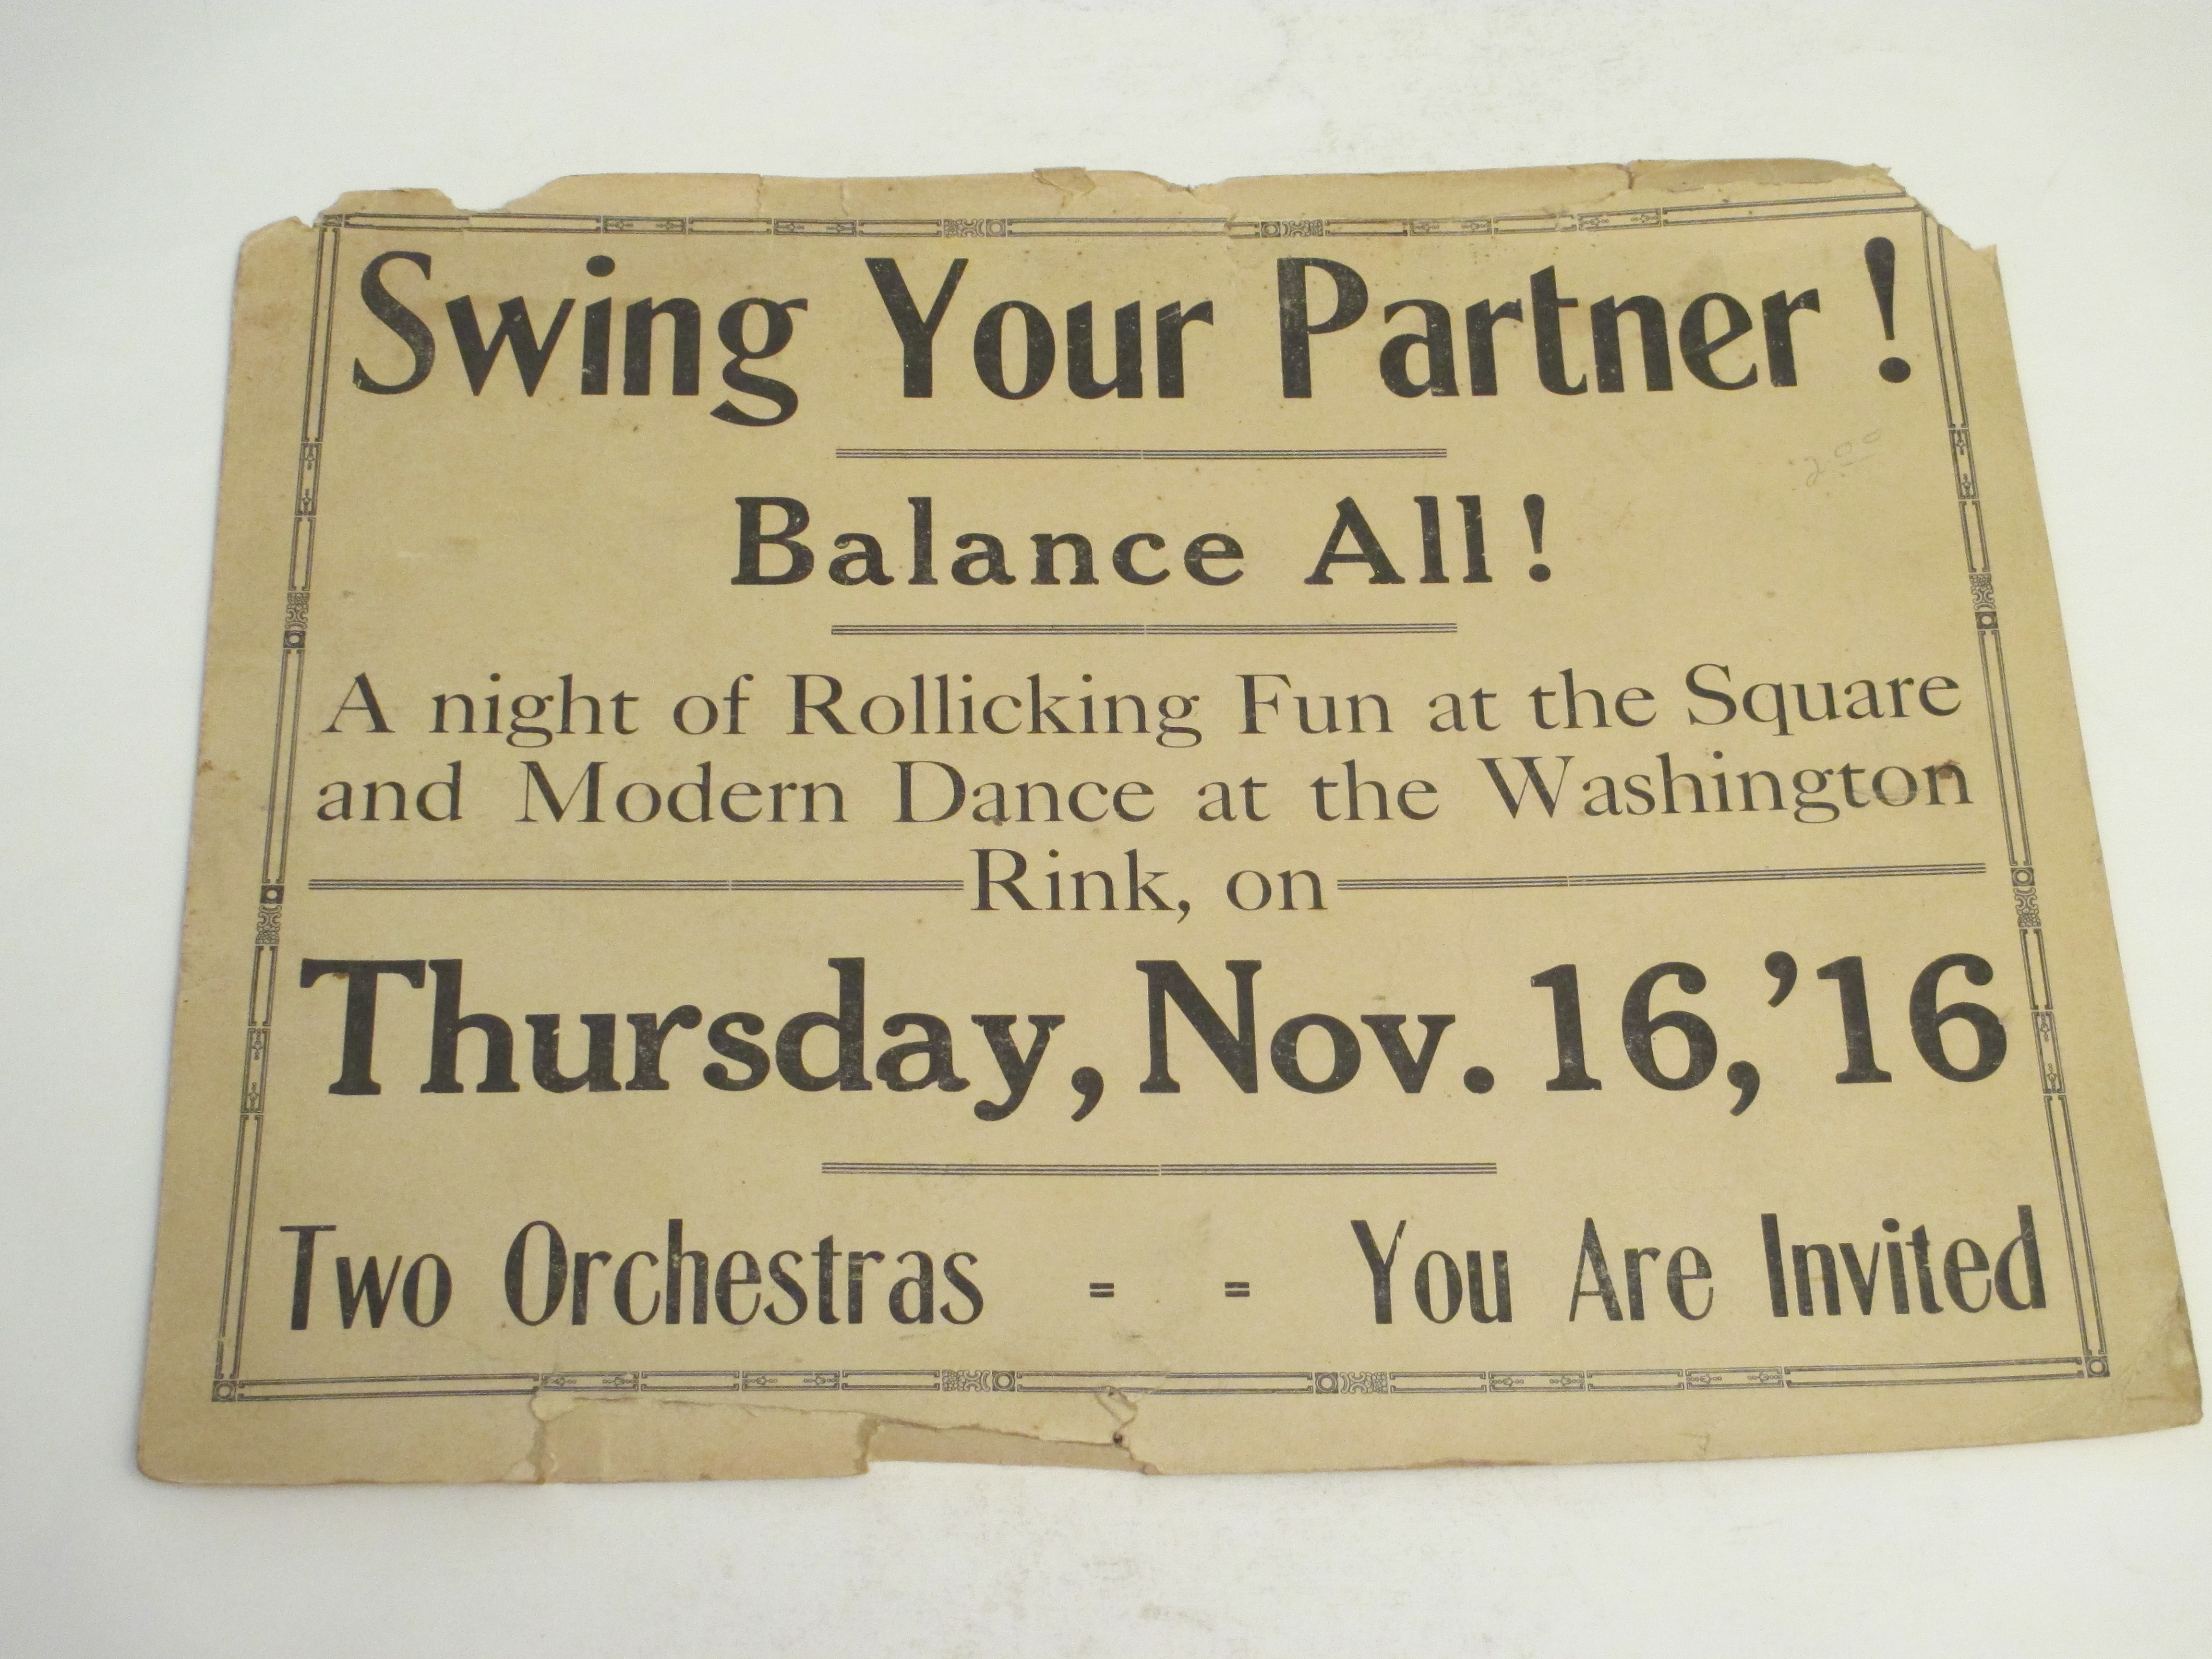 Swing Your Partner!
Balance All!
A night of Rollicking Fun at the Square
and Modern Dance at the Washington
Rink, on
Thursday, Nov. 16, '16
Two Orchestras = = You Are Invited